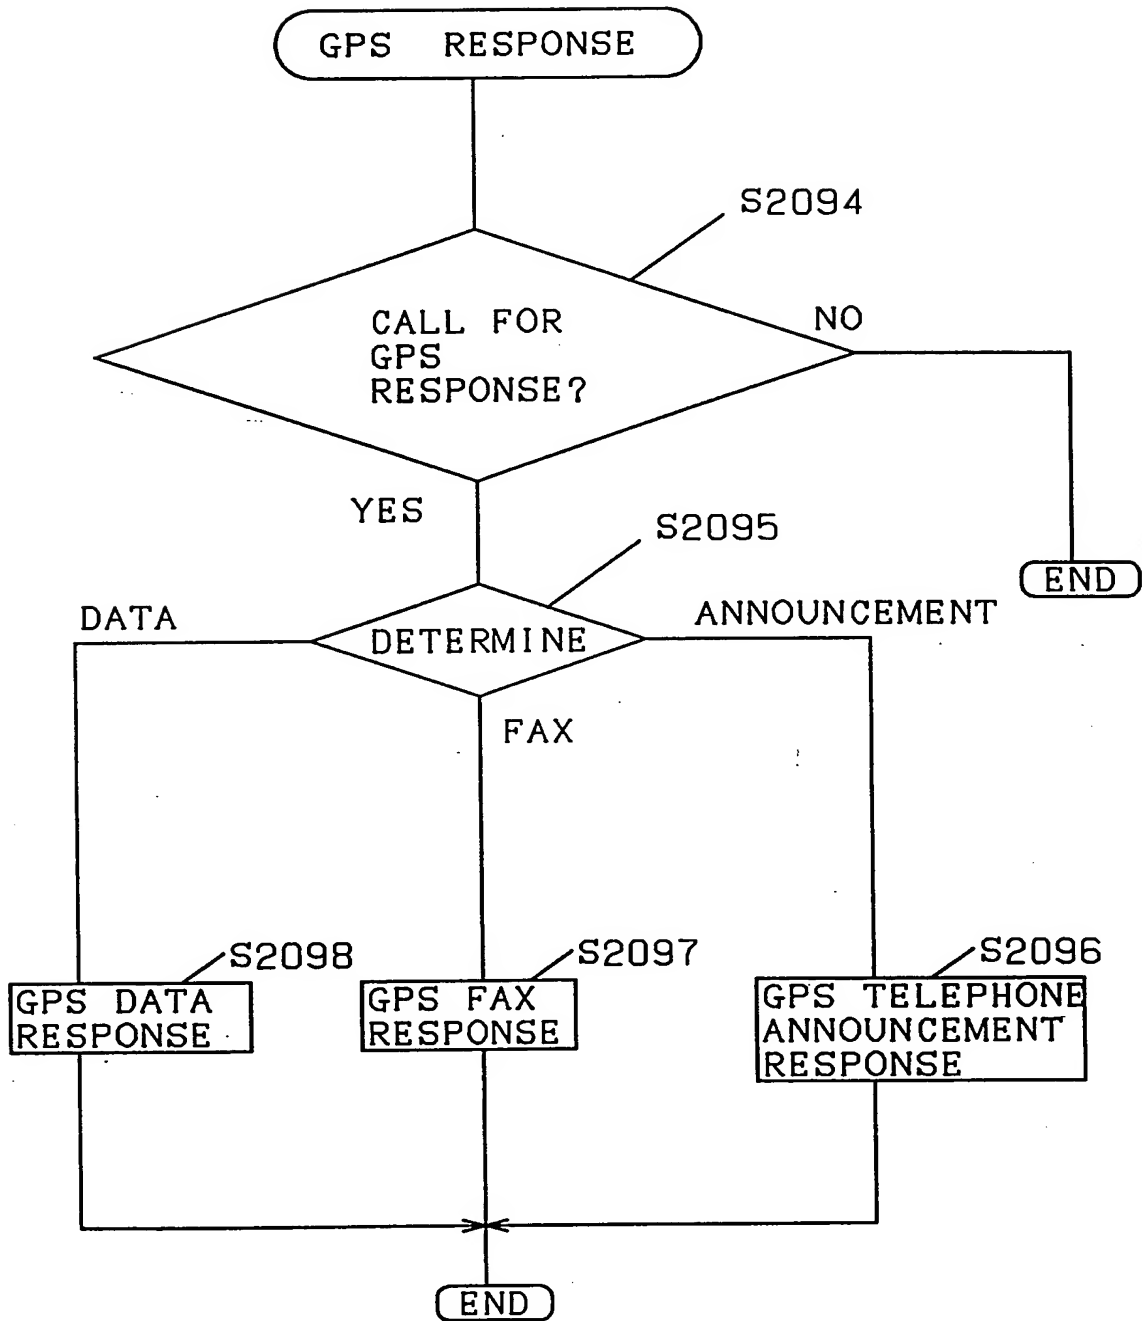 GPS RESPONSE
S2094
CALL FOR
GPS
RESPONSE?
NO
YES
S2095
END
DATA
DETERMINE
ANNOUNCEMENT
FAX
S2098
S2097
S2096
GPS DATA
RESPONSE
GPS FAX
RESPONSE
GPS TELEPHONE
ANNOUNCEMENT
RESPONSE
END